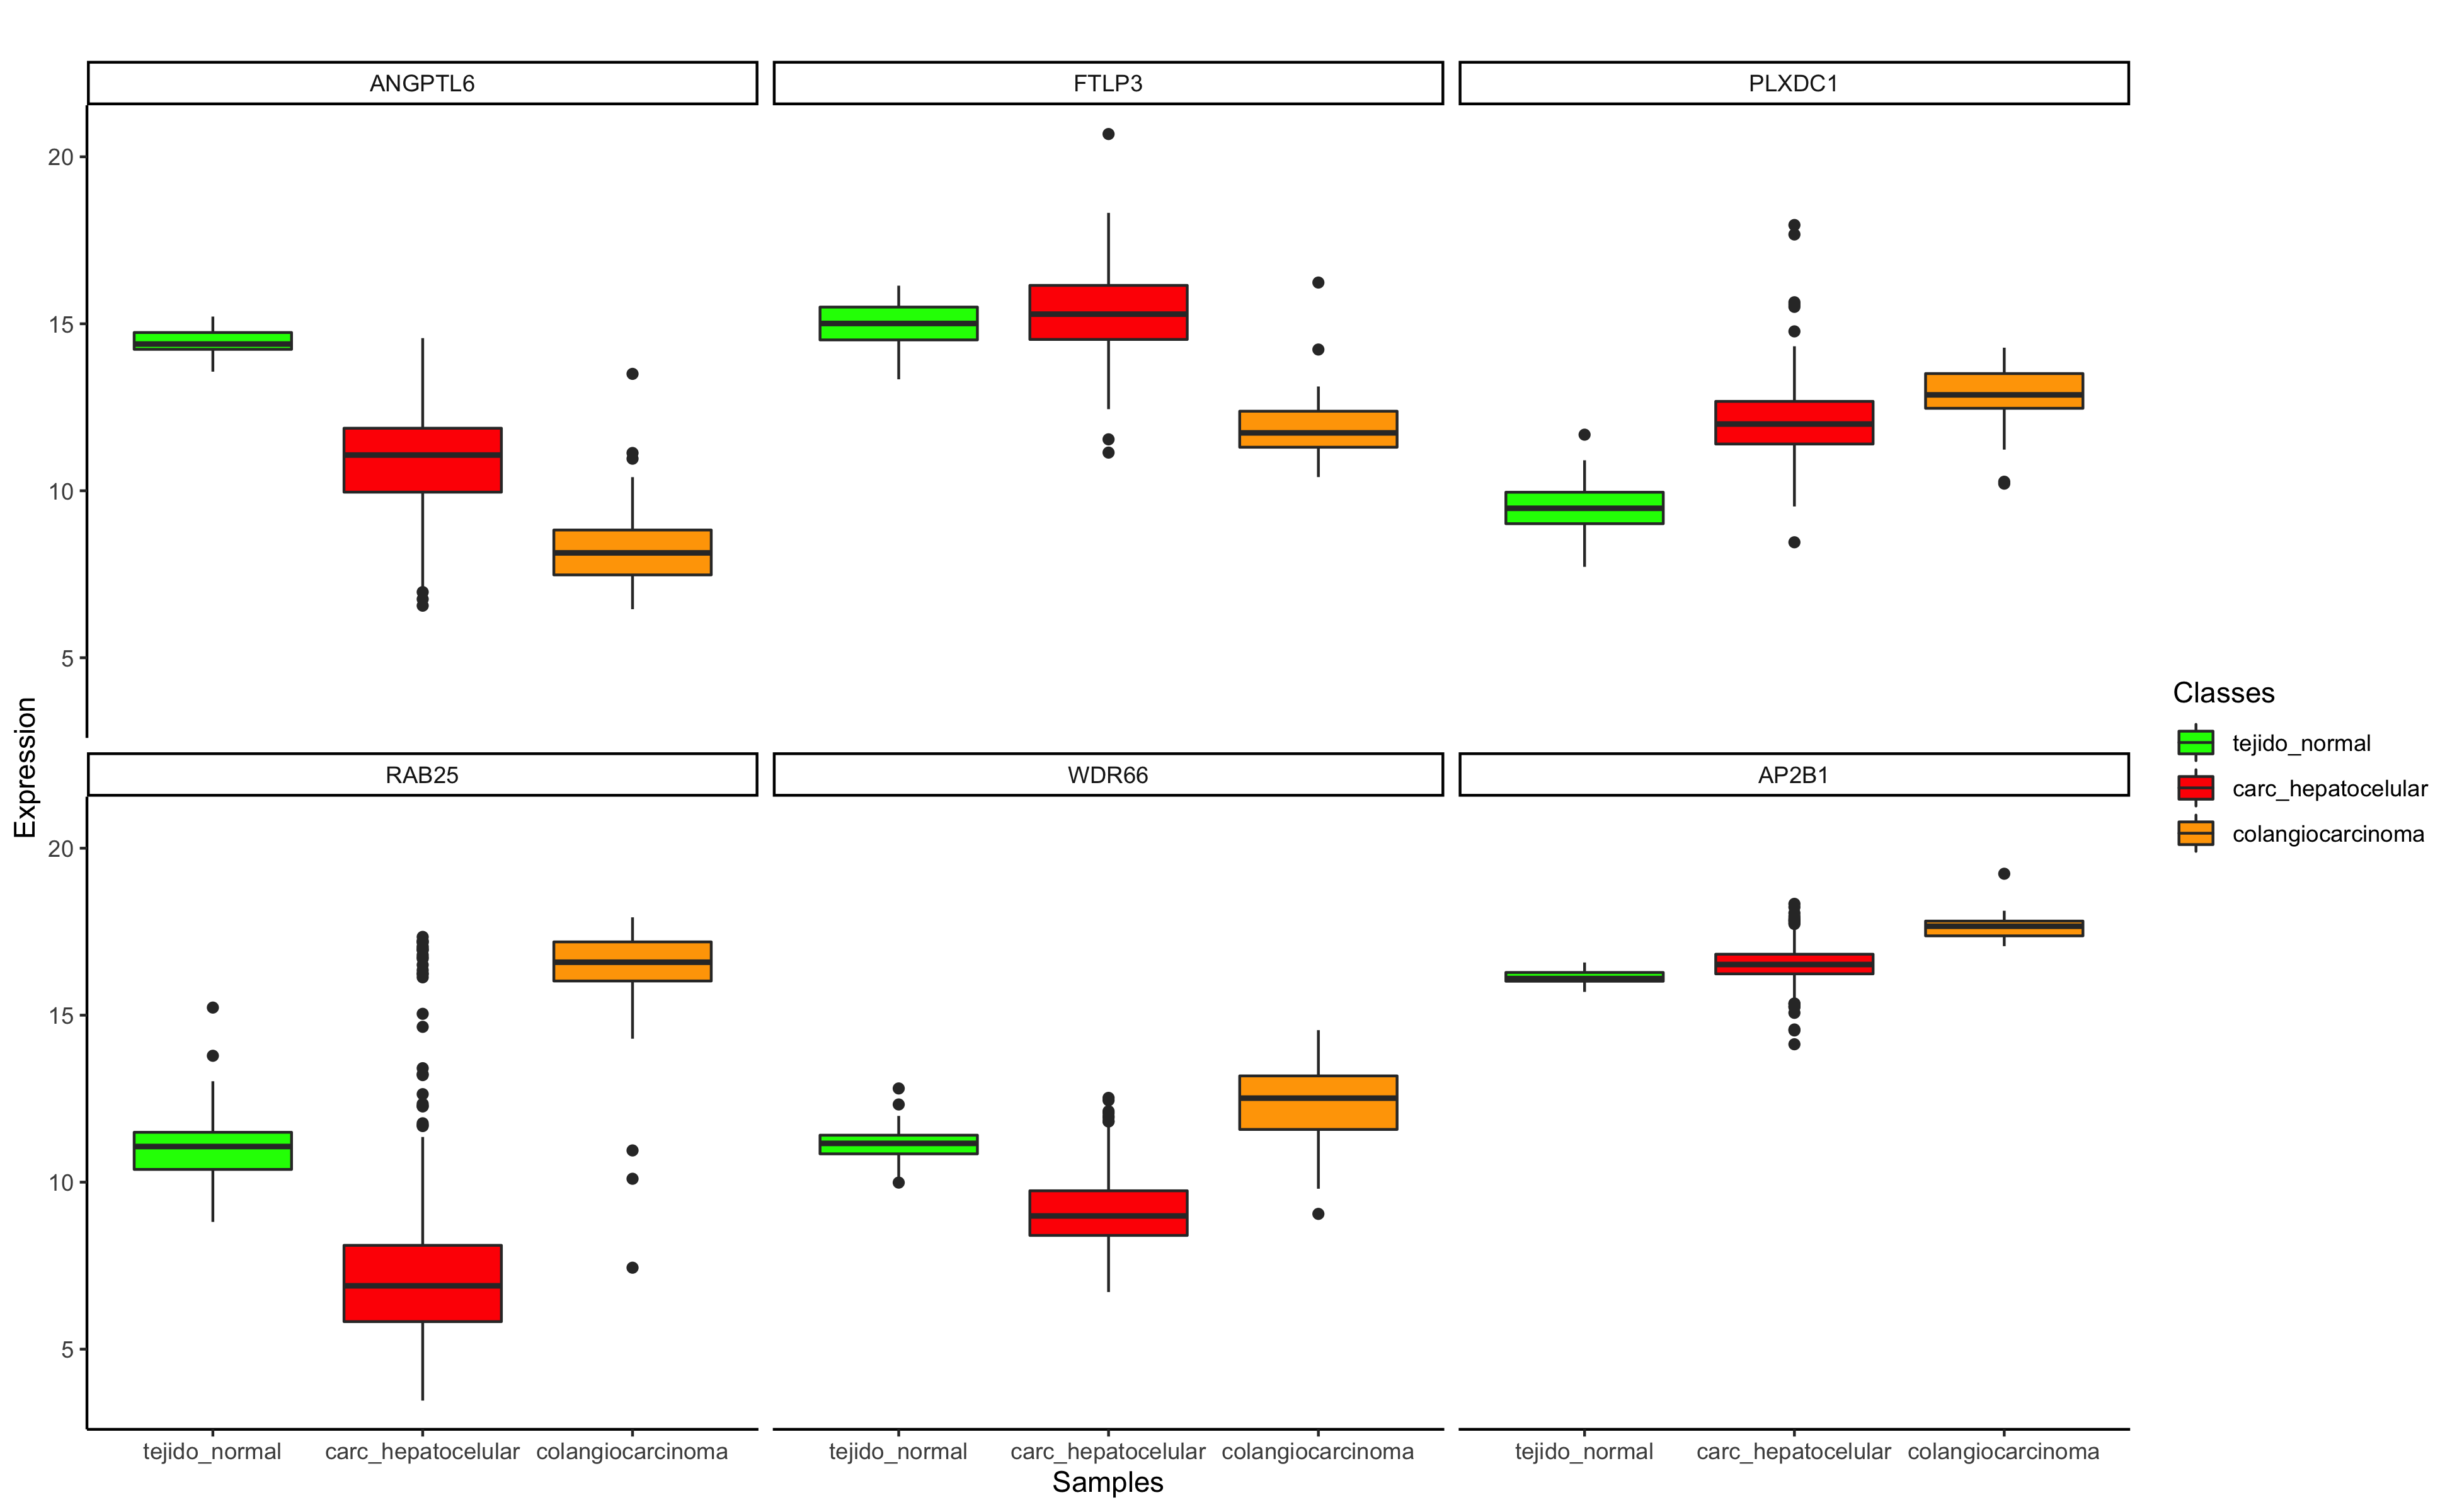 ANGPTL6 FTLP3 PLXDC1
20
15
10
5
Expression
RAB25 WDR66 AP2B1
20
15
10
5
tejido_normal carc_hepatocelular colangiocarcinoma tejido_normal carc_hepatocelular colangiocarcinoma tejido_normal carc_hepatocelular colangiocarcinoma
Samples
Classes
tejido_normal
carc_hepatocelular
colangiocarcinoma